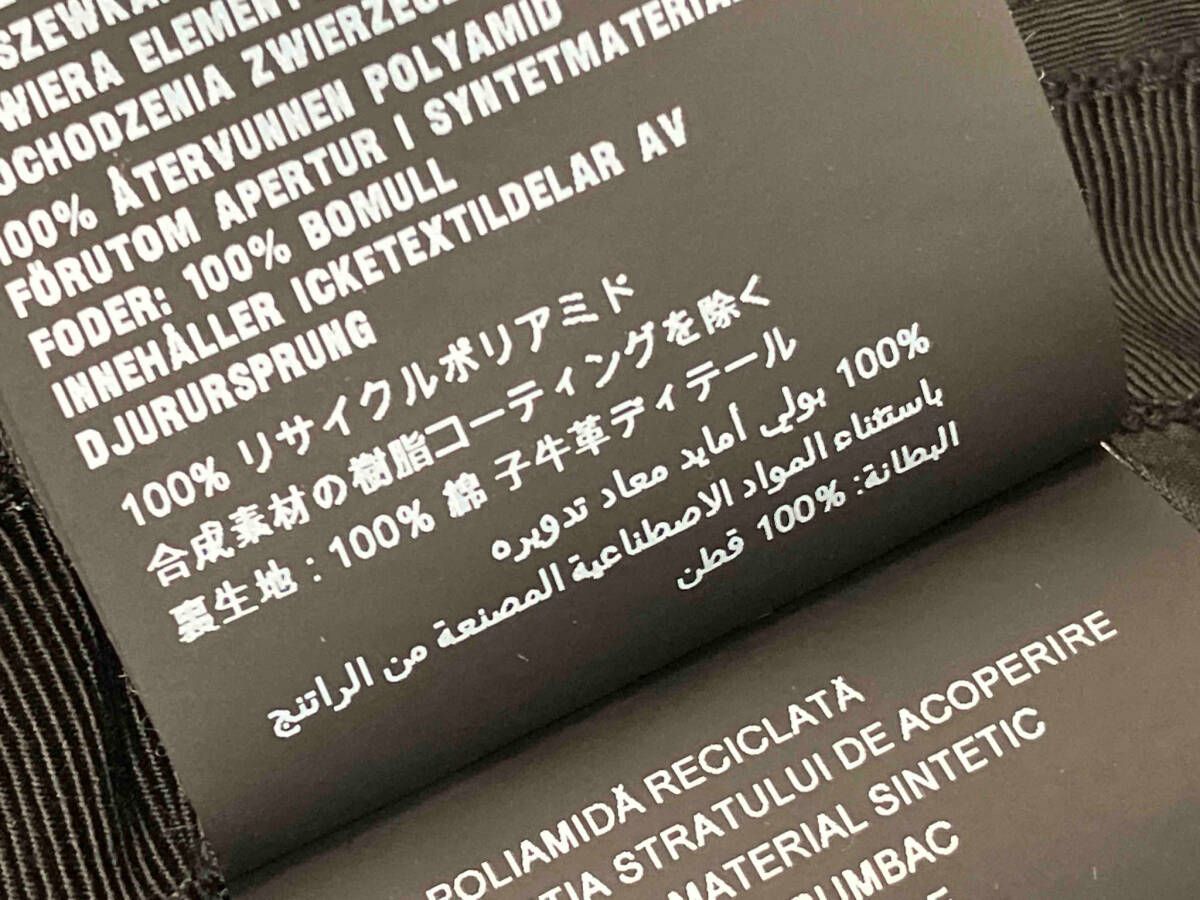 WIERA ELEMENT
OCHODZENIA ZWIERZĘC
100% ÅTERVUNNEN POLYAMID
FÖRUTOM APERTUR I SYNTETMATERIAL
FODER: 100% BOMULL
INNEHÅLLER ICKETEXTILDELAR AV
DJURURSPRUNG
100% リサイクルポリアミド
合成素材の樹脂コーティングを除く
裏生地 : 100% 綿 子牛革ディテール
100% بولي أمايد معاد تدويره
باستثناء المواد الاصطناعية المصنعة من الراتنج
البطانة: 100% قطن
POLIAMIDĂ RECICLATĂ
ȚIA STRATULUI DE ACOPERIRE
MATERIAL SINTETIC
BUMBAC